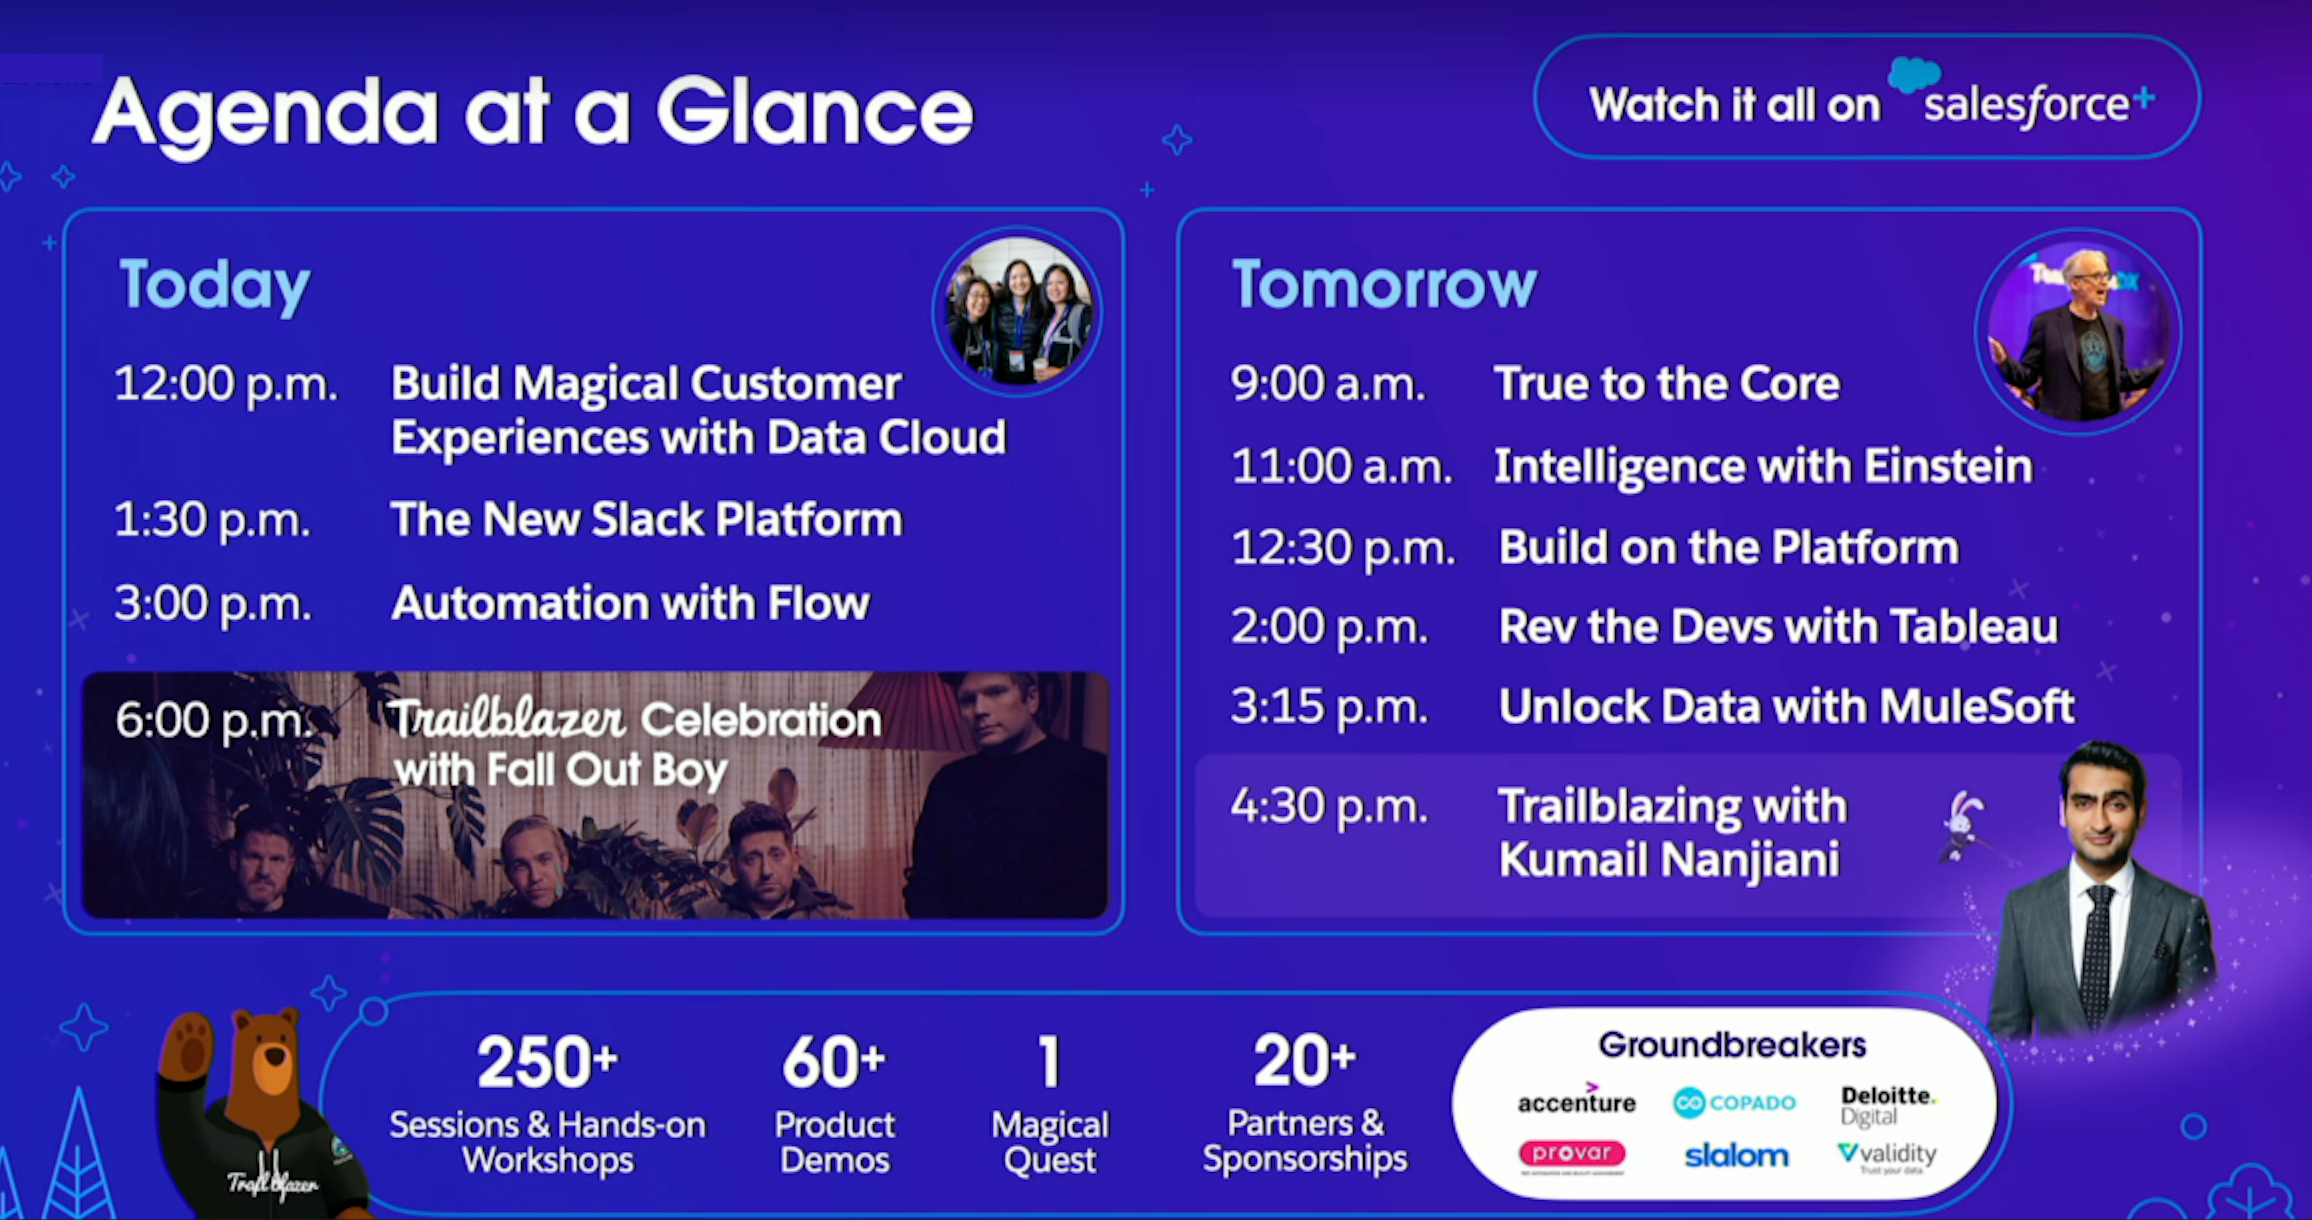 Agenda at a Glance
Watch it all on salesforce+
Today
12:00 p.m. Build Magical Customer
Experiences with Data Cloud
1:30 p.m. The New Slack Platform
3:00 p.m. Automation with Flow
6:00 p.m. Trailblazer Celebration
with Fall Out Boy
Tomorrow
9:00 a.m. True to the Core
11:00 a.m. Intelligence with Einstein
12:30 p.m. Build on the Platform
2:00 p.m. Rev the Devs with Tableau
3:15 p.m. Unlock Data with MuleSoft
4:30 p.m. Trailblazing with
Kumail Nanjiani
Trailblazer
250+
Sessions & Hands-on
Workshops
60+
Product
Demos
1
Magical
Quest
20+
Partners &
Sponsorships
Groundbreakers
accenture
COPADO
Deloitte.
Digital
provar
slalom
validity
Trust your data.